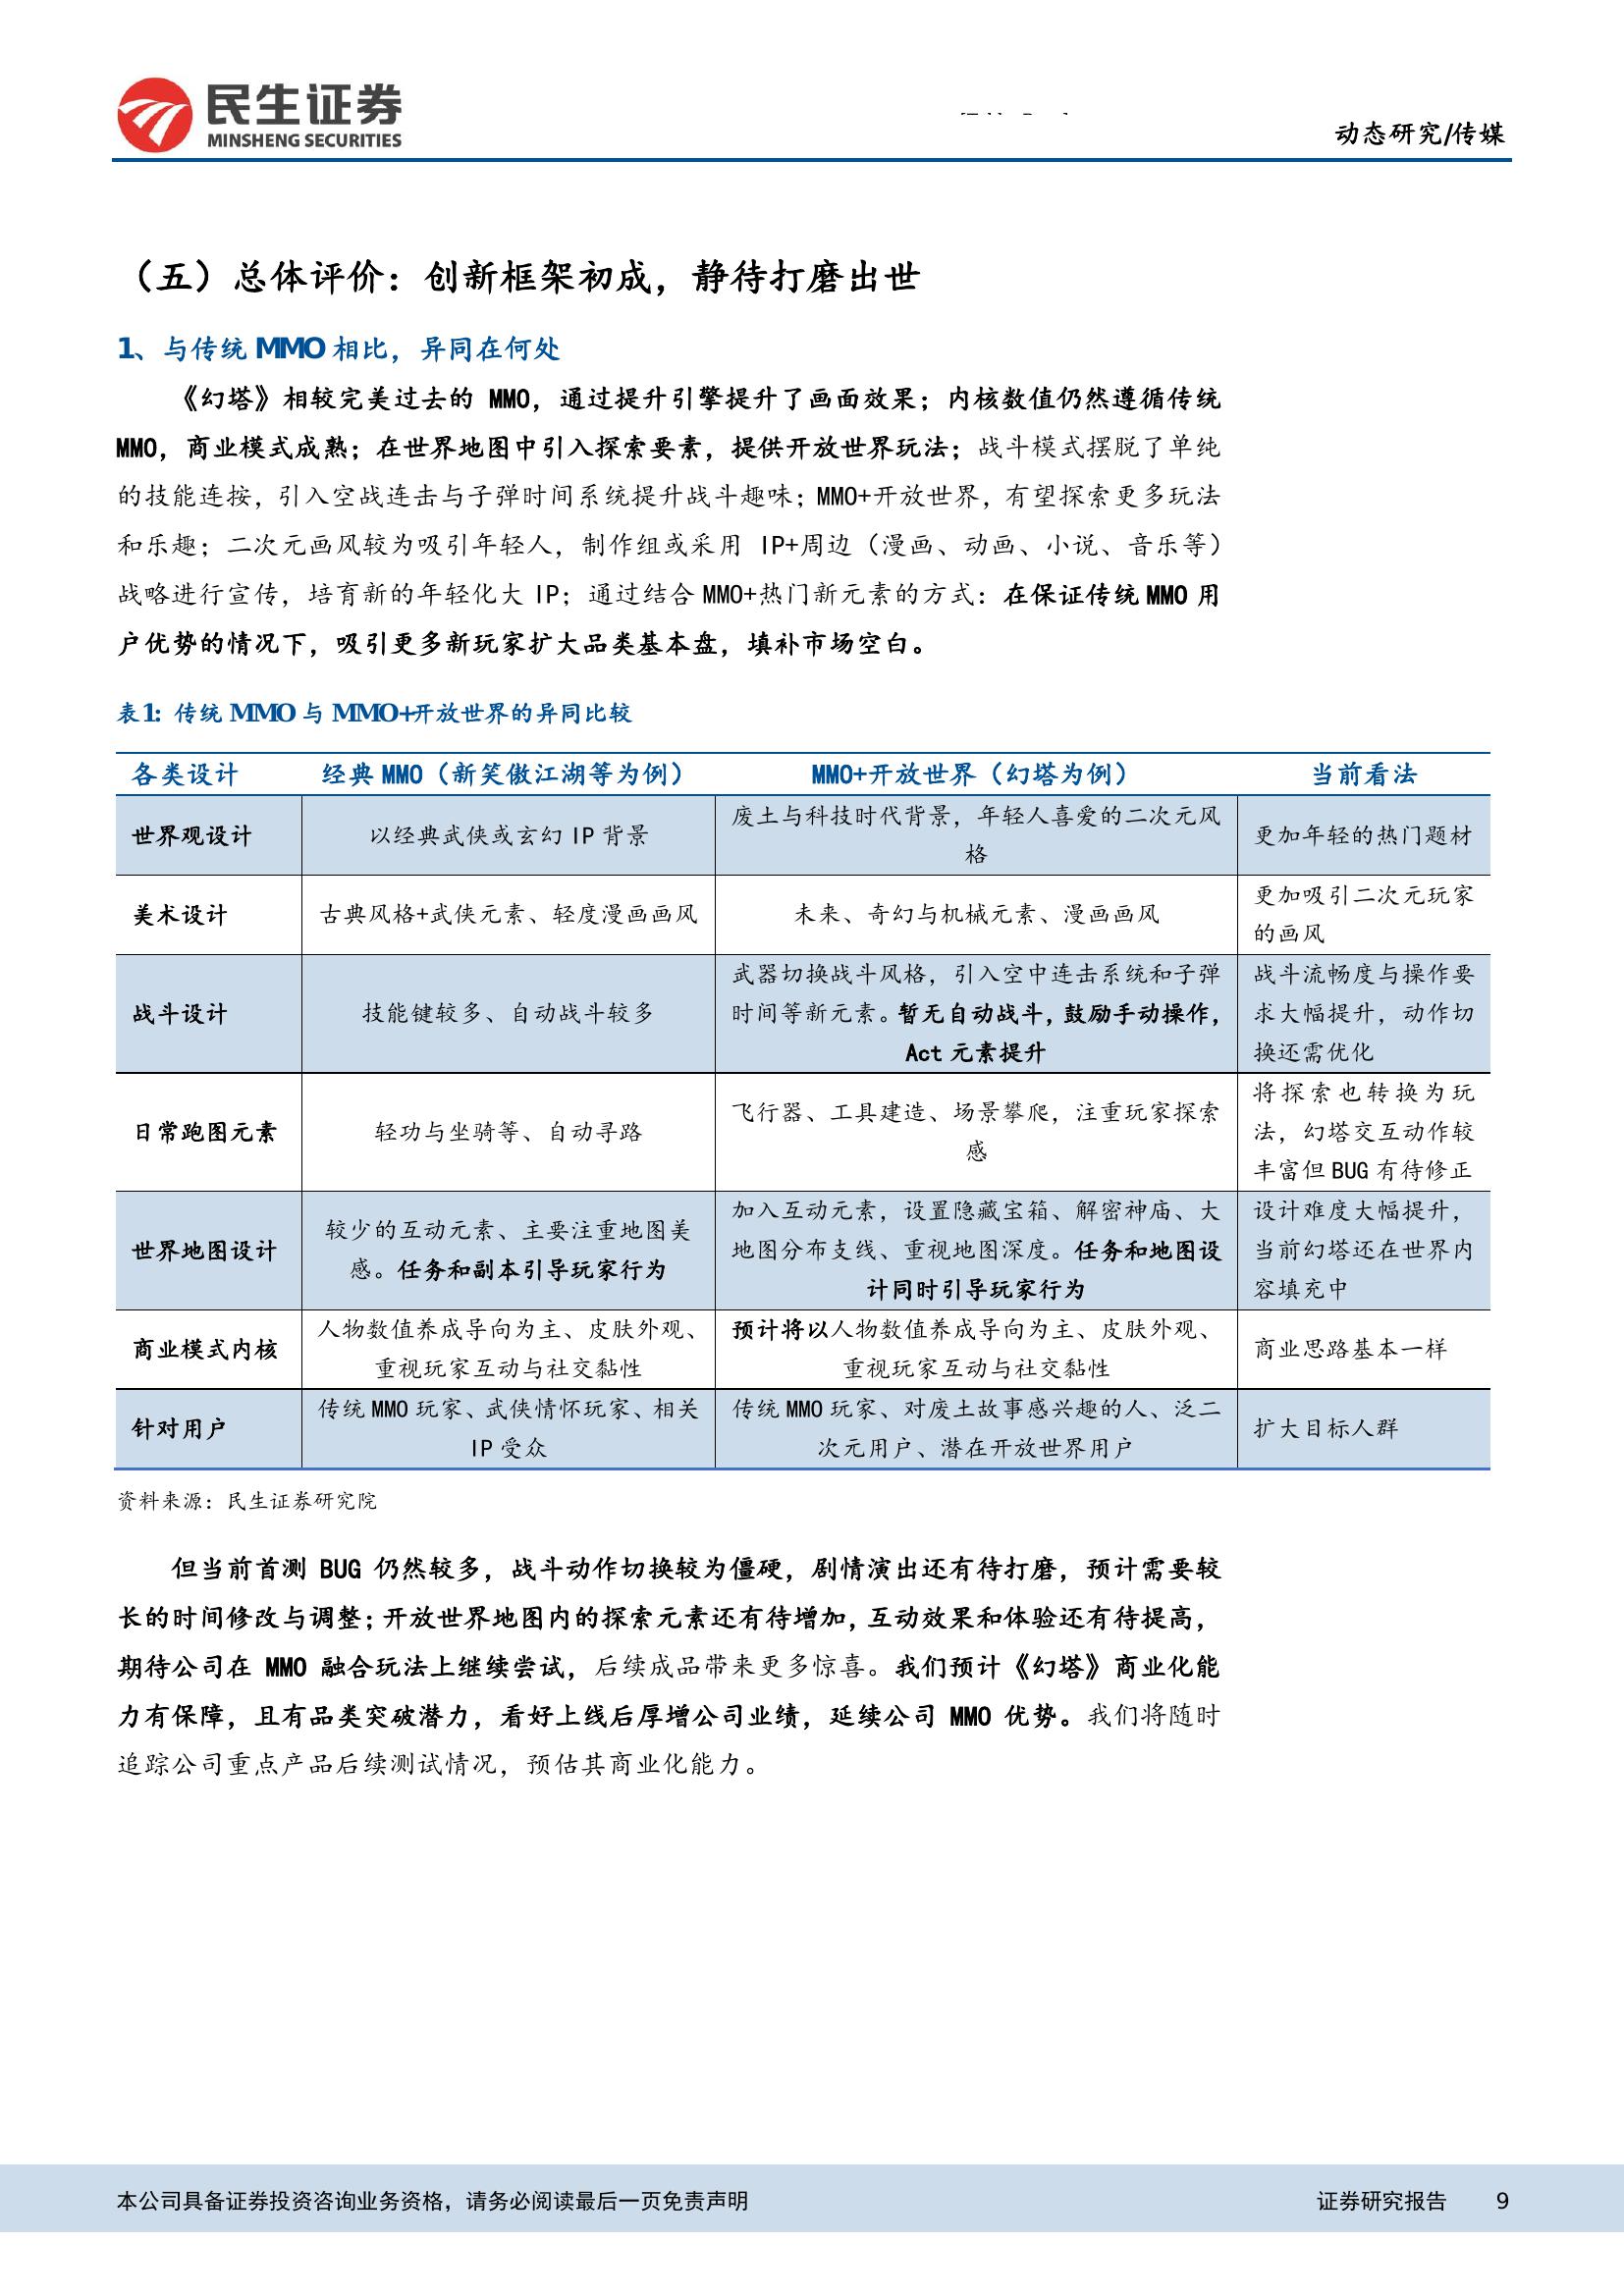 民生证券
MINSHENG SECURITIES
动态研究/传媒
（五）总体评价：创新框架初成，静待打磨出世
1、与传统 MMO 相比，异同在何处
《幻塔》相较完美过去的 MMO，通过提升引擎提升了画面效果；内核数值仍然遵循传统
MMO，商业模式成熟；在世界地图中引入探索要素，提供开放世界玩法；战斗模式摆脱了单纯
的技能连按，引入空战连击与子弹时间系统提升战斗趣味；MMO+开放世界，有望探索更多玩法
和乐趣；二次元画风较为吸引年轻人，制作组或采用 IP+周边（漫画、动画、小说、音乐等）
战略进行宣传，培育新的年轻化大 IP；通过结合 MMO+热门新元素的方式：在保证传统 MMO 用
户优势的情况下，吸引更多新玩家扩大品类基本盘，填补市场空白。
表 1：传统 MMO 与 MMO+开放世界的异同比较
各类设计 经典 MMO（新笑傲江湖等为例） MMO+开放世界（幻塔为例） 当前看法
世界观设计 以经典武侠或玄幻 IP 背景
废土与科技时代背景，年轻人喜爱的二次元风
格
更加年轻的热门题材
美术设计 古典风格+武侠元素、轻度漫画画风 未来、奇幻与机械元素、漫画画风
更加吸引二次元玩家
的画风
战斗设计 技能键较多、自动战斗较多
武器切换战斗风格，引入空中连击系统和子弹
时间等新元素。暂无自动战斗，鼓励手动操作，
Act 元素提升
战斗流畅度与操作要
求大幅提升，动作切
换还需优化
日常跑图元素 轻功与坐骑等、自动寻路
飞行器、工具建造、场景攀爬，注重玩家探索
感
将探索也转换为玩
法，幻塔交互动作较
丰富但 BUG 有待修正
世界地图设计
较少的互动元素、主要注重地图美
感。任务和副本引导玩家行为
加入互动元素，设置隐藏宝箱、解密神庙、大
地图分布支线、重视地图深度。任务和地图设
计同时引导玩家行为
设计难度大幅提升，
当前幻塔还在世界内
容填充中
商业模式内核
人物数值养成导向为主、皮肤外观、
重视玩家互动与社交黏性
预计将以人物数值养成导向为主、皮肤外观、
重视玩家互动与社交黏性
商业思路基本一样
针对用户
传统 MMO 玩家、武侠情怀玩家、相关
IP 受众
传统 MMO 玩家、对废土故事感兴趣的人、泛二
次元用户、潜在开放世界用户
扩大目标人群
资料来源：民生证券研究院
但当前首测 BUG 仍然较多，战斗动作切换较为僵硬，剧情演出还有待打磨，预计需要较
长的时间修改与调整；开放世界地图内的探索元素还有待增加，互动效果和体验还有待提高，
期待公司在 MMO 融合玩法上继续尝试，后续成品带来更多惊喜。我们预计《幻塔》商业化能
力有保障，且有品类突破潜力，看好上线后厚增公司业绩，延续公司 MMO 优势。我们将随时
追踪公司重点产品后续测试情况，预估其商业化能力。
本公司具备证券投资咨询业务资格，请务必阅读最后一页免责声明 证券研究报告 9